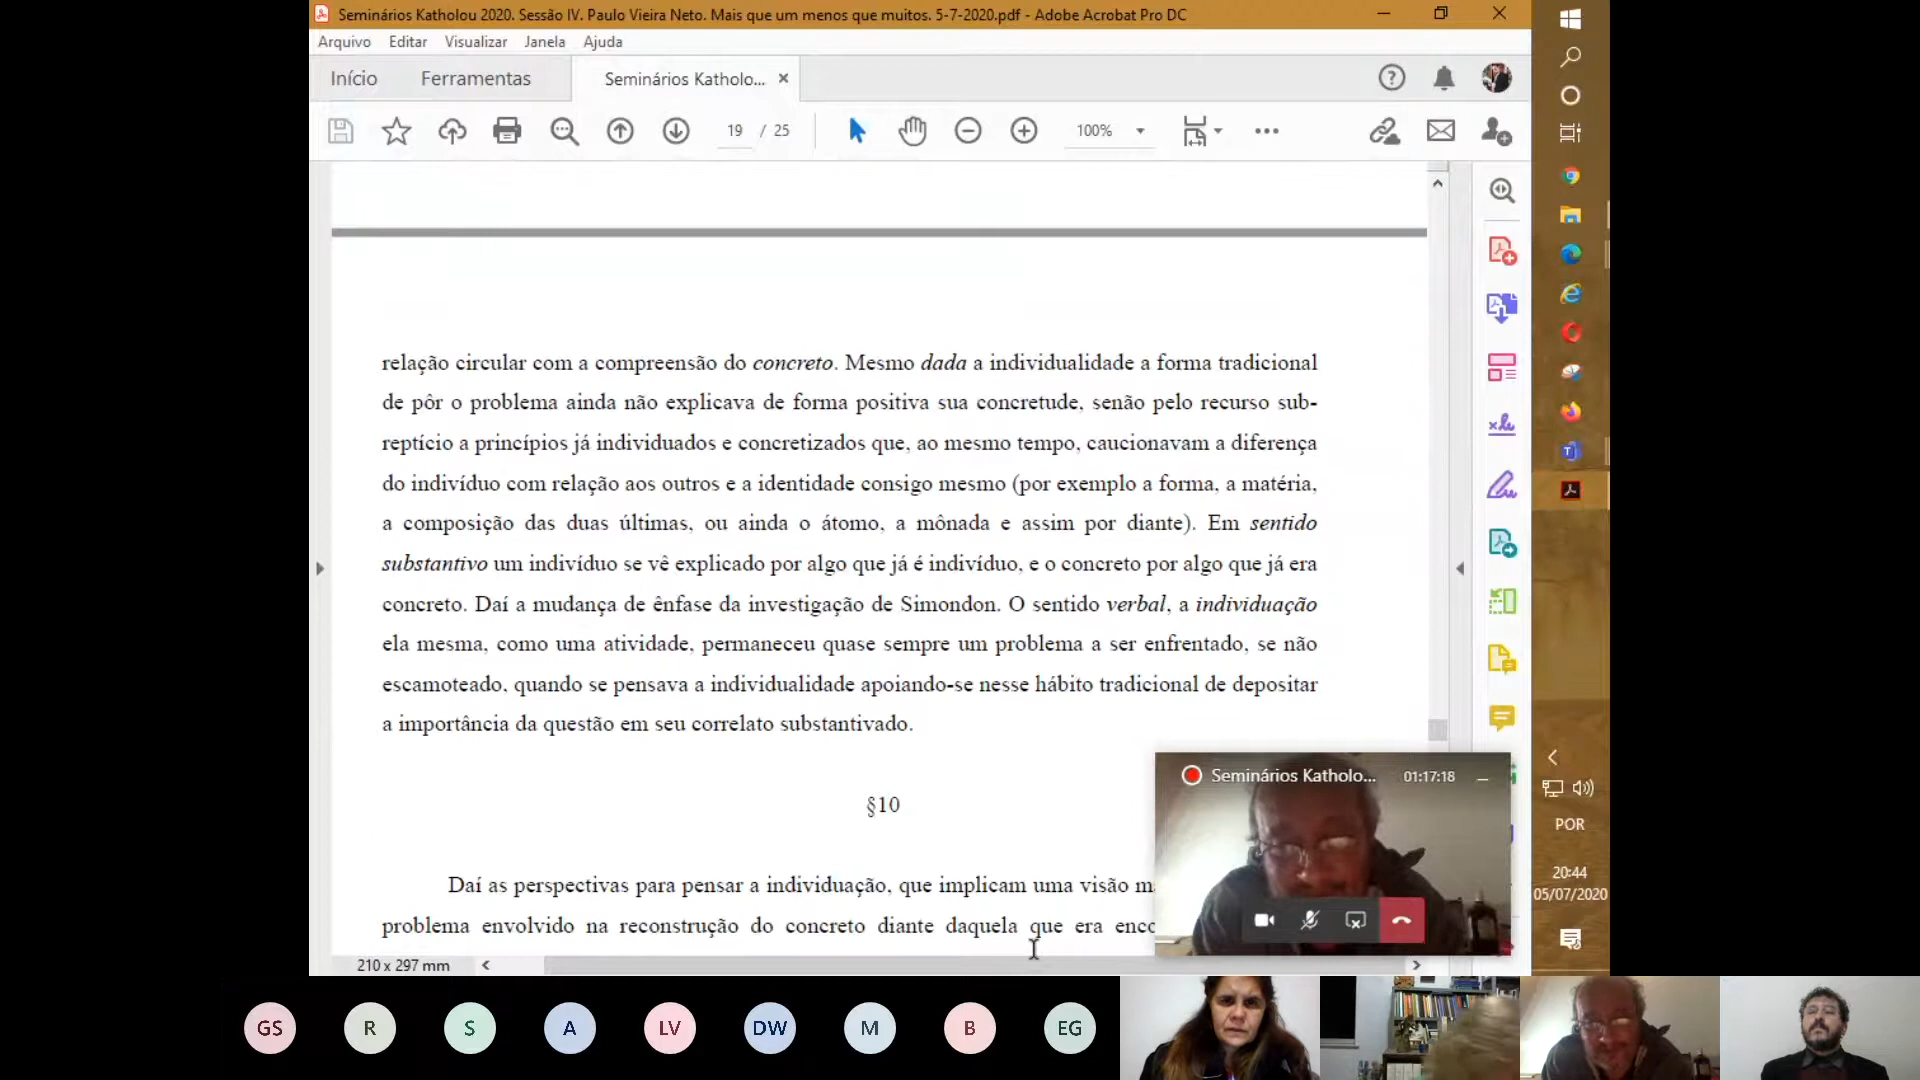 Seminários Katholou 2020. Sessão IV. Paulo Vieira Neto. Mais que um menos que muitos. 5-7-2020.pdf - Adobe Acrobat Pro DC
Arquivo Editar Visualizar Janela Ajuda
Início Ferramentas Seminários Katholo...
19 / 25 100%
relação circular com a compreensão do concreto. Mesmo dada a individualidade a forma tradicional
de pôr o problema ainda não explicava de forma positiva sua concretude, senão pelo recurso sub-
reptício a princípios já individuados e concretizados que, ao mesmo tempo, caucionavam a diferença
do indivíduo com relação aos outros e a identidade consigo mesmo (por exemplo a forma, a matéria,
a composição das duas últimas, ou ainda o átomo, a mônada e assim por diante). Em sentido
substantivo um indivíduo se vê explicado por algo que já é indivíduo, e o concreto por algo que já era
concreto. Daí a mudança de ênfase da investigação de Simondon. O sentido verbal, a individuação
ela mesma, como uma atividade, permaneceu quase sempre um problema a ser enfrentado, se não
escamoteado, quando se pensava a individualidade apoiando-se nesse hábito tradicional de depositar
a importância da questão em seu correlato substantivado.
§10
Daí as perspectivas para pensar a individuação, que implicam uma visão
problema envolvido na reconstrução do concreto diante daquela que era
210 x 297 mm
Seminários Katholo... 01:17:18
POR
20:44
05/07/2020
GS R S A LV DW M B EG